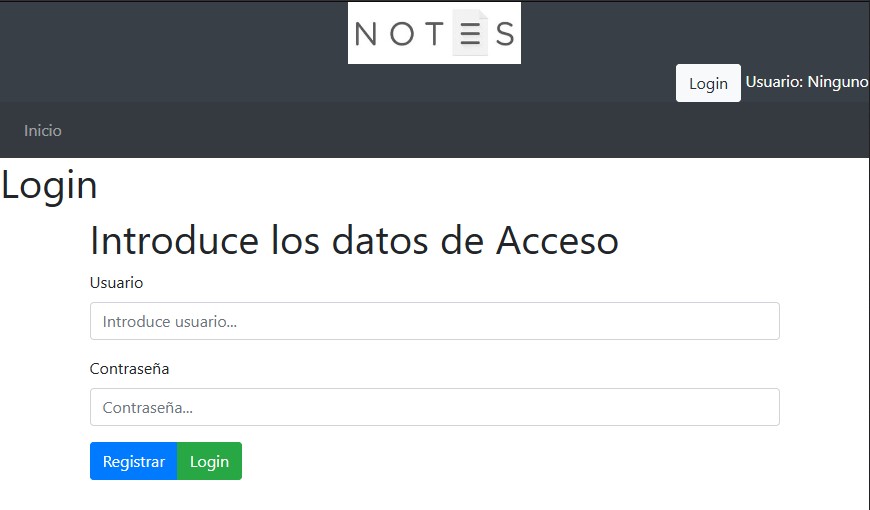 NOTES
Login Usuario: Ninguno
Inicio
Login
Introduce los datos de Acceso
Usuario
Introduce usuario...
Contraseña
Contraseña...
Registrar Login